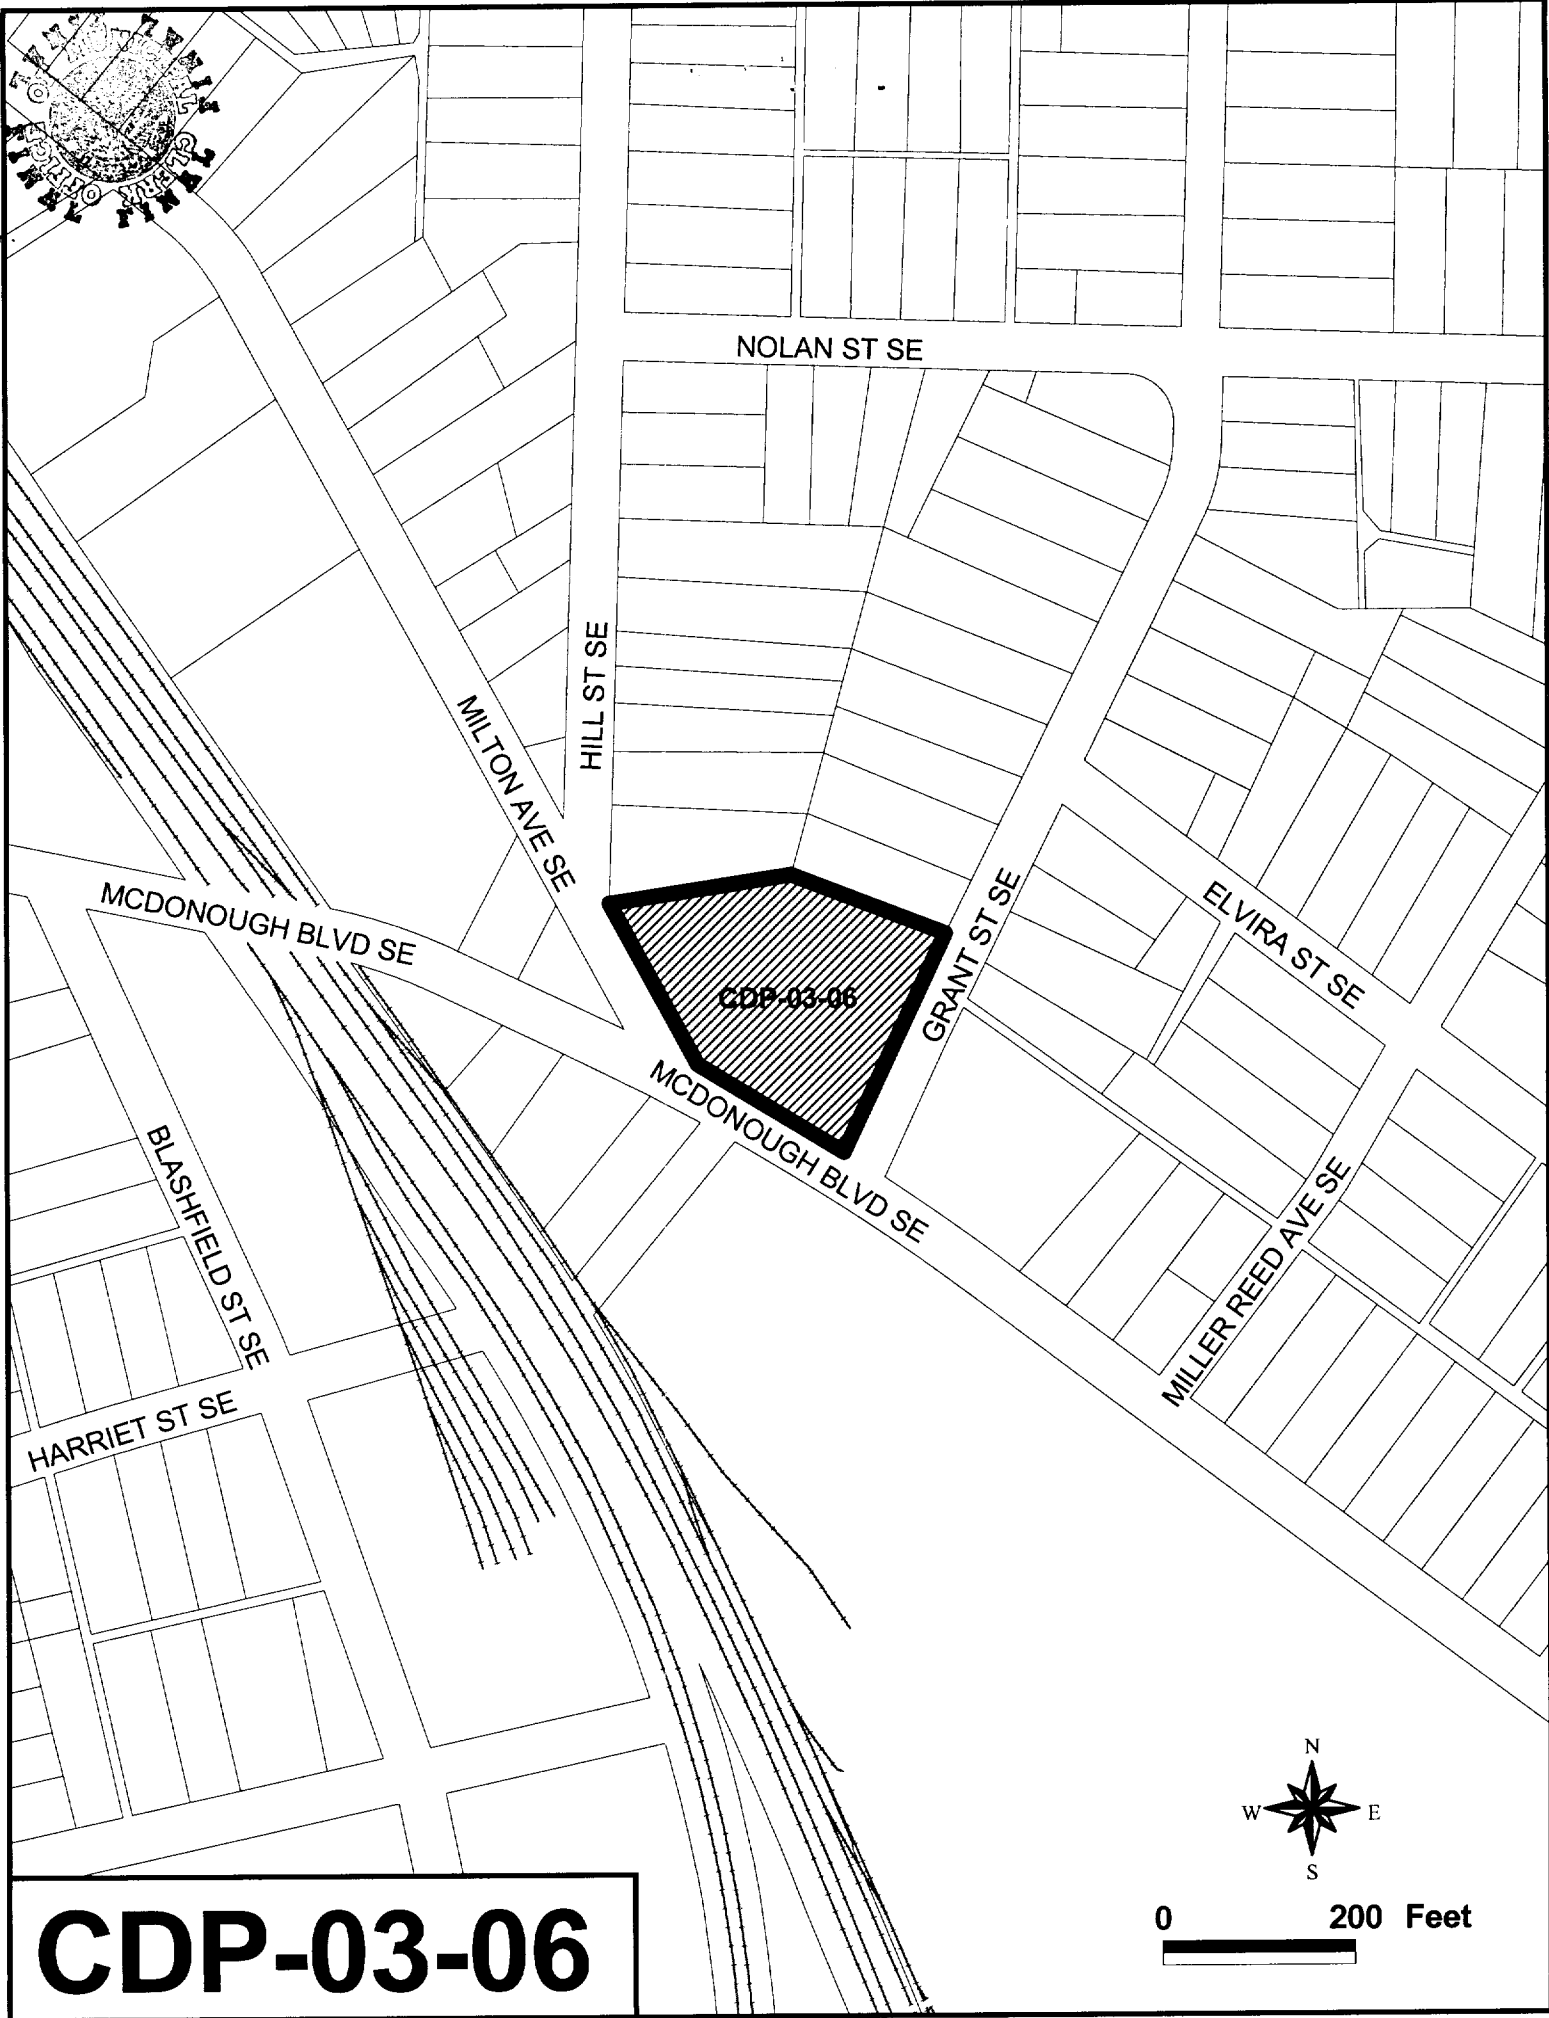 MUNICIPAL CLERK
NOLAN ST SE
HILL ST SE
MILTON AVE SE
MCDONOUGH BLVD SE
CDP-03-06
GRANT ST SE
ELVIRA ST SE
MCDONOUGH BLVD SE
BLASHFIELD ST SE
MILLER REED AVE SE
HARRIET ST SE
N
W E
S
0 200 Feet
CDP-03-06